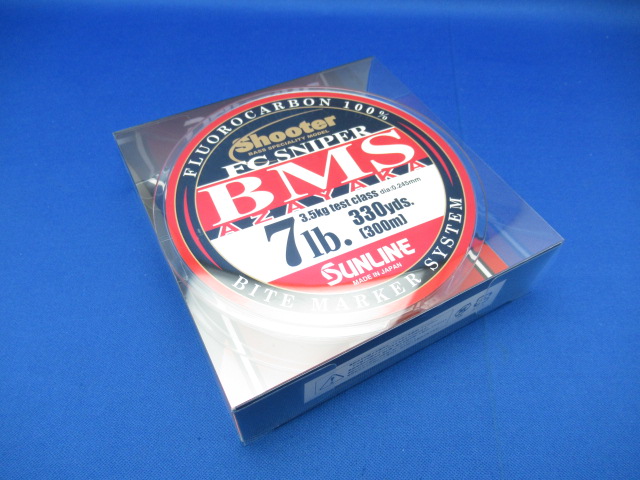 FLUOROCARBON 100%
Shooter
BASS SPECIALITY MODEL
FC SNIPER
BMS
AZAYAKA
3.5kg test class dia:0.245mm
7lb. 330yds.
[300m]
SUNLINE
MADE IN JAPAN
BITE MARKER SYSTEM